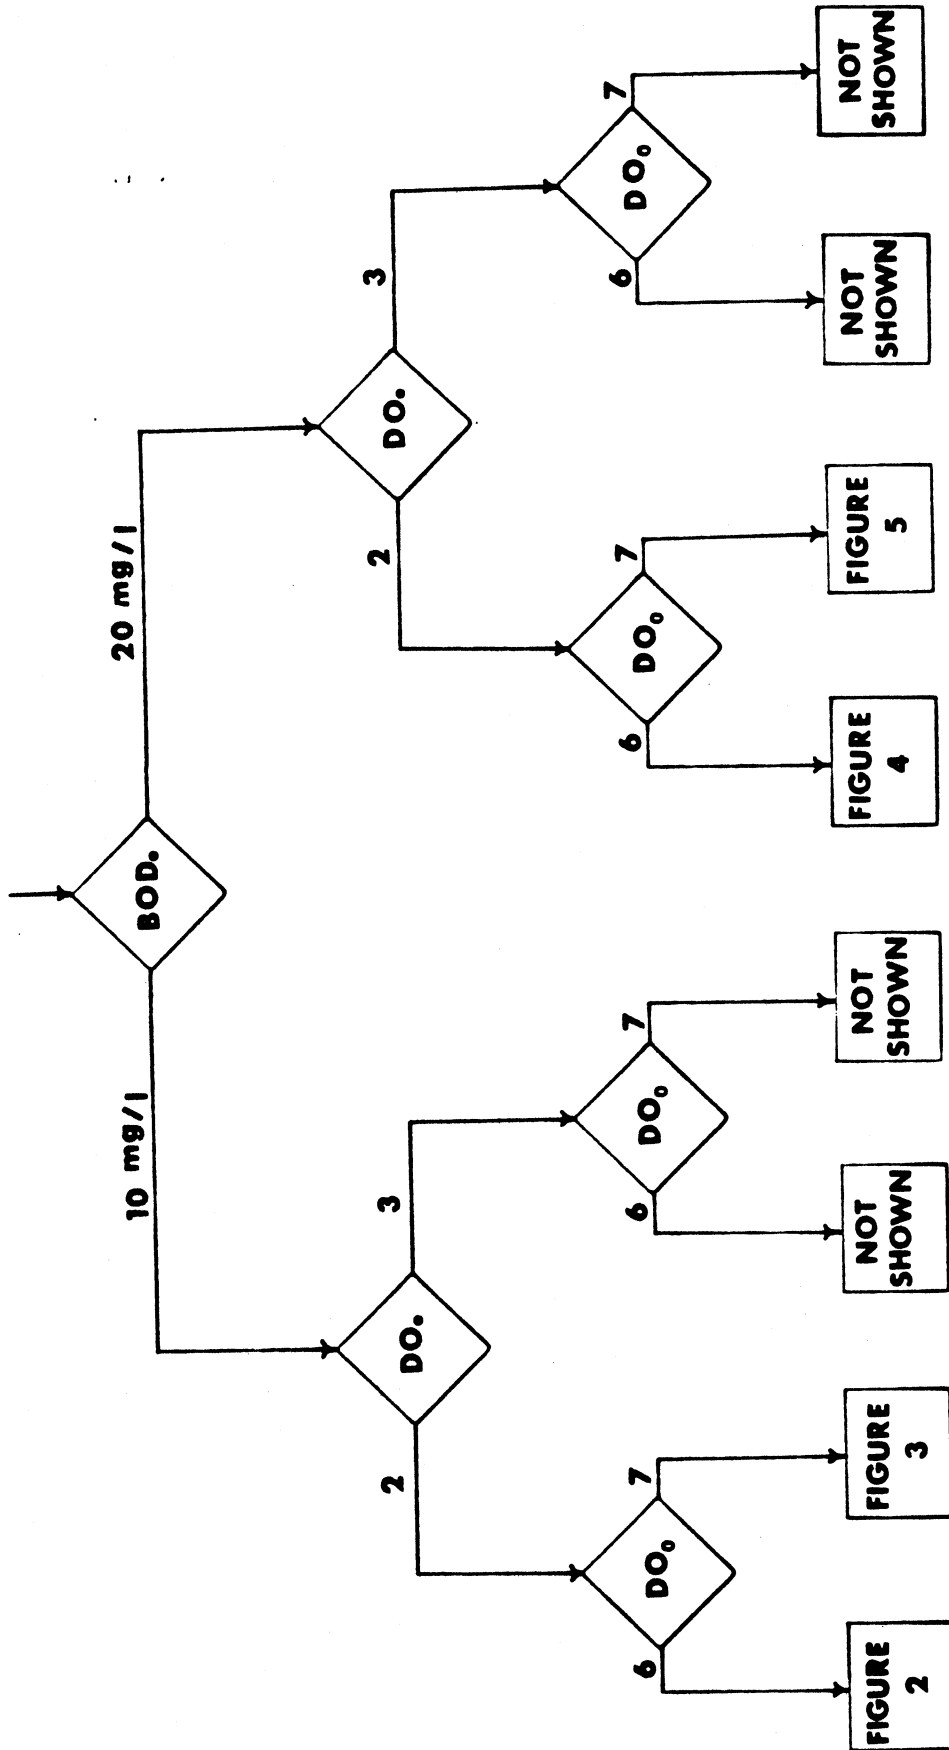 10 mg/l
20 mg/l
BOD.
2
3
2
3
DO.
DO.
6
7
6
7
6
7
6
7
DO₀
DO₀
DO₀
DO₀
FIGURE
2
FIGURE
3
NOT
SHOWN
NOT
SHOWN
FIGURE
4
FIGURE
5
NOT
SHOWN
NOT
SHOWN